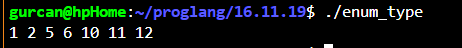 gurcan@hpHome:~/proglang/16.11.19$ ./enum_type
1 2 5 6 10 11 12